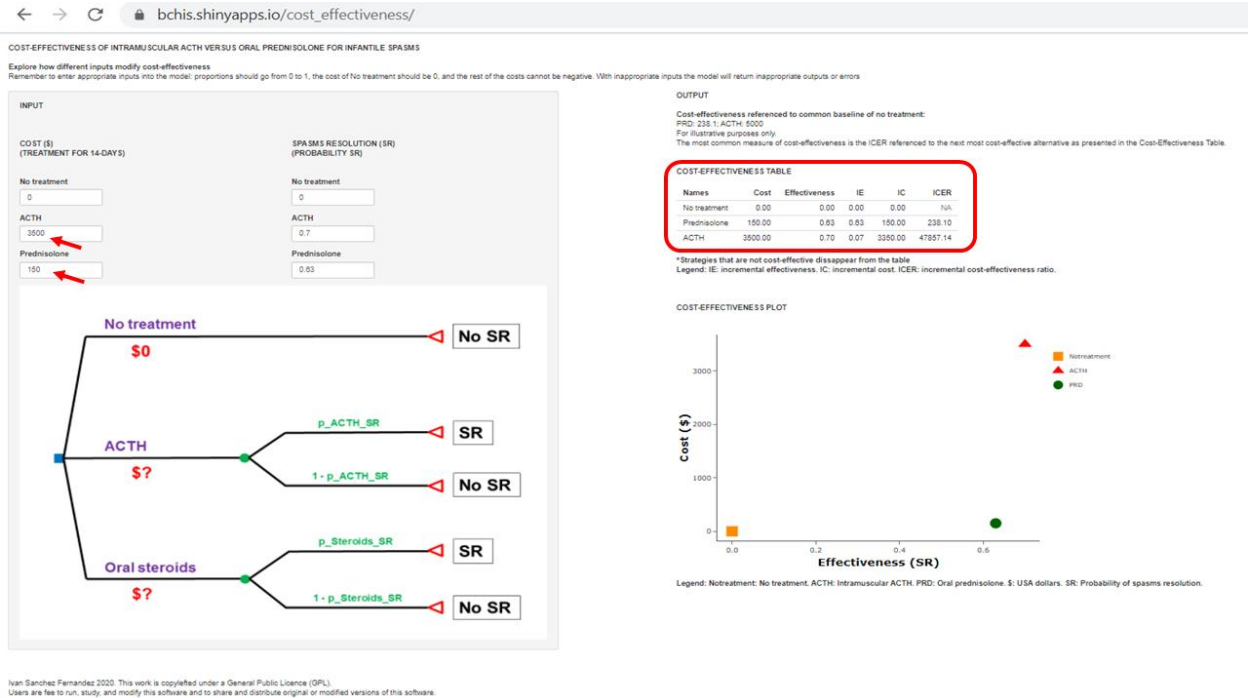 bchis.shinyapps.io/cost_effectiveness/
COST-EFFECTIVENESS OF INTRAMUSCULAR ACTH VERSUS ORAL PREDNISOLONE FOR INFANTILE SPASMS
Explore how different inputs modify cost-effectiveness
Remember to enter appropriate inputs into the model: proportions should go from 0 to 1, the cost of No treatment should be 0, and the rest of the costs cannot be negative. With inappropriate inputs the model will return inappropriate outputs or errors
INPUT
COST ($)
(TREATMENT FOR 14-DAYS)
SPASMS RESOLUTION (SR)
(PROBABILITY SR)
No treatment
0
No treatment
0
ACTH
3500
ACTH
0.7
Prednisolone
150
Prednisolone
0.63
No treatment
$0
No SR
ACTH
$?
p_ACTH_SR
SR
1 - p_ACTH_SR
No SR
Oral steroids
$?
p_Steroids_SR
SR
1 - p_Steroids_SR
No SR
OUTPUT
Cost-effectiveness referenced to common baseline of no treatment:
PRD: 238.1; ACTH: 5000
For illustrative purposes only.
The most common measure of cost-effectiveness is the ICER referenced to the next most cost-effective alternative as presented in the Cost-Effectiveness Table.
COST-EFFECTIVENESS TABLE
Names Cost Effectiveness IE IC ICER
No treatment 0.00 0.00 0.00 0.00 NA
Prednisolone 150.00 0.63 0.63 150.00 238.10
ACTH 3500.00 0.70 0.07 3350.00 47857.14
*Strategies that are not cost-effective dissappear from the table
Legend: IE: incremental effectiveness. IC: incremental cost. ICER: incremental cost-effectiveness ratio.
COST-EFFECTIVENESS PLOT
Cost ($)
3000
2000
1000
0
0.0 0.2 0.4 0.6
Effectiveness (SR)
Notreatment
ACTH
PRD
Legend: Notreatment: No treatment. ACTH: Intramuscular ACTH. PRD: Oral prednisolone. $: USA dollars. SR: Probability of spasms resolution.
Ivan Sanchez Fernandez 2020. This work is copylefted under a General Public Licence (GPL).
Users are fee to run, study, and modify this software and to share and distribute original or modified versions of this software.